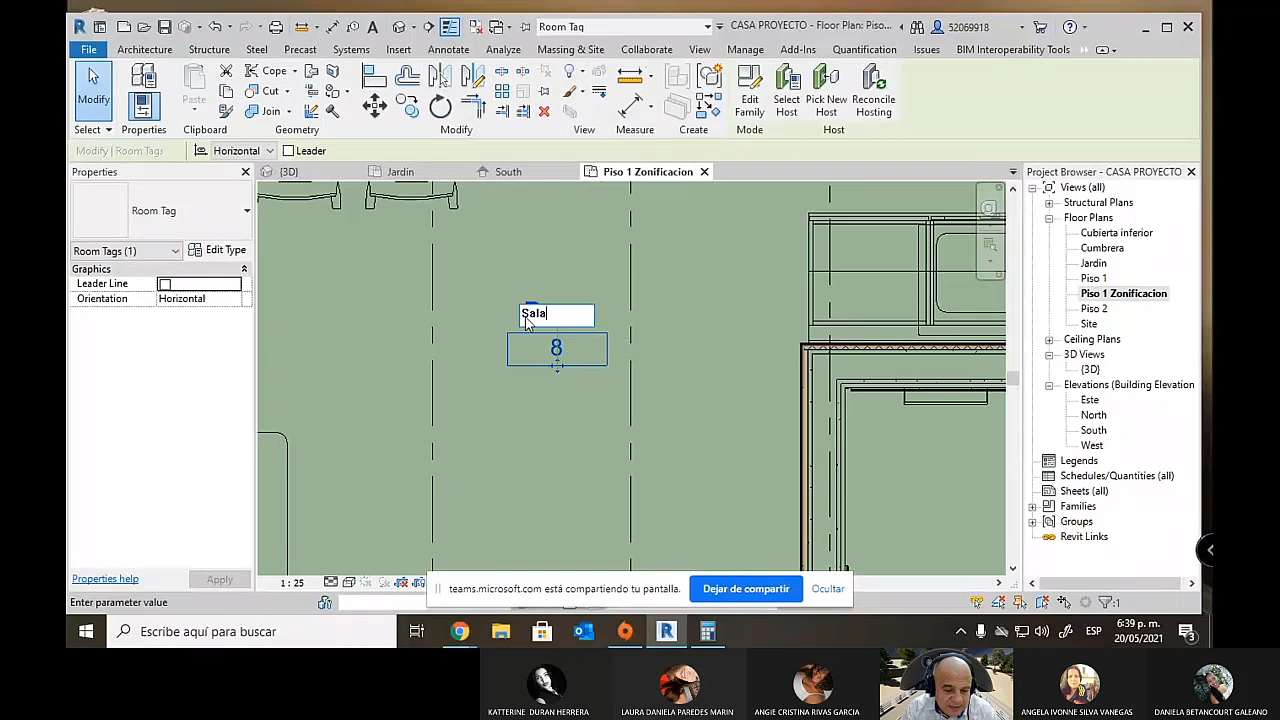 Room Tag
CASA PROYECTO - Floor Plan: Piso...
52069918
File Architecture Structure Steel Precast Systems Insert Annotate Analyze Massing & Site Collaborate View Manage Add-Ins Quantification Issues BIM Interoperability Tools
Modify
Paste
Cope
Cut
Join
Edit Family
Select Host
Pick New Host
Reconcile Hosting
Select Properties Clipboard Geometry Modify View Measure Create Mode Host
Modify | Room Tags Horizontal Leader
Properties
{3D} Jardin South Piso 1 Zonificacion
Project Browser - CASA PROYECTO
Room Tag
Room Tags (1) Edit Type
Graphics
Leader Line
Orientation Horizontal
Sala
8
Views (all)
Structural Plans
Floor Plans
Cubierta inferior
Cumbrera
Jardin
Piso 1
Piso 1 Zonificacion
Piso 2
Site
Ceiling Plans
3D Views
{3D}
Elevations (Building Elevation
Este
North
South
West
Legends
Schedules/Quantities (all)
Sheets (all)
Families
Groups
Revit Links
Properties help Apply
1 : 25
teams.microsoft.com está compartiendo tu pantalla. Dejar de compartir Ocultar
Enter parameter value
:1
Escribe aquí para buscar
ESP
6:39 p. m.
20/05/2021
3
KATTERINE DURAN HERRERA
LAURA DANIELA PAREDES MARIN
ANGIE CRISTINA RIVAS GARCIA
ANGELA IVONNE SILVA VANEGAS
DANIELA BETANCOURT GALEANO